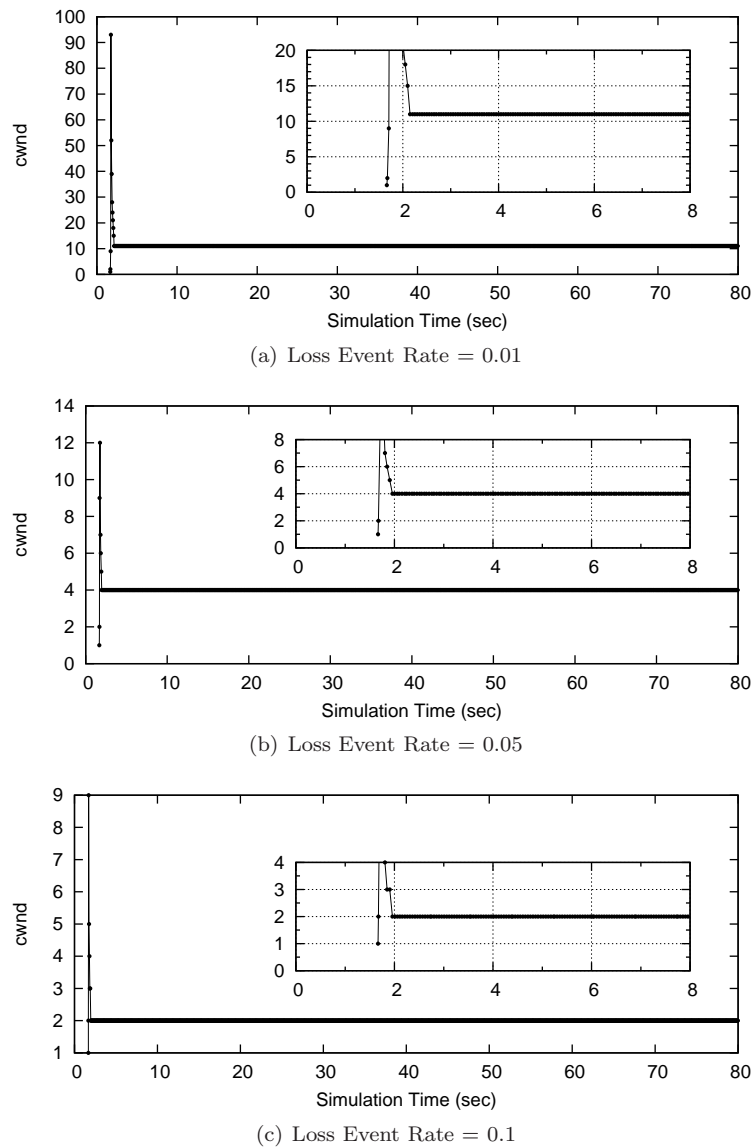 100
90
80
70
60
50
40
30
20
10
0
cwnd
20
15
10
5
0
0 2 4 6 8
0 10 20 30 40 50 60 70 80
Simulation Time (sec)
(a) Loss Event Rate = 0.01
14
12
10
8
6
4
2
0
cwnd
8
6
4
2
0
0 2 4 6 8
0 10 20 30 40 50 60 70 80
Simulation Time (sec)
(b) Loss Event Rate = 0.05
9
8
7
6
5
4
3
2
1
cwnd
4
3
2
1
0
0 2 4 6 8
0 10 20 30 40 50 60 70 80
Simulation Time (sec)
(c) Loss Event Rate = 0.1